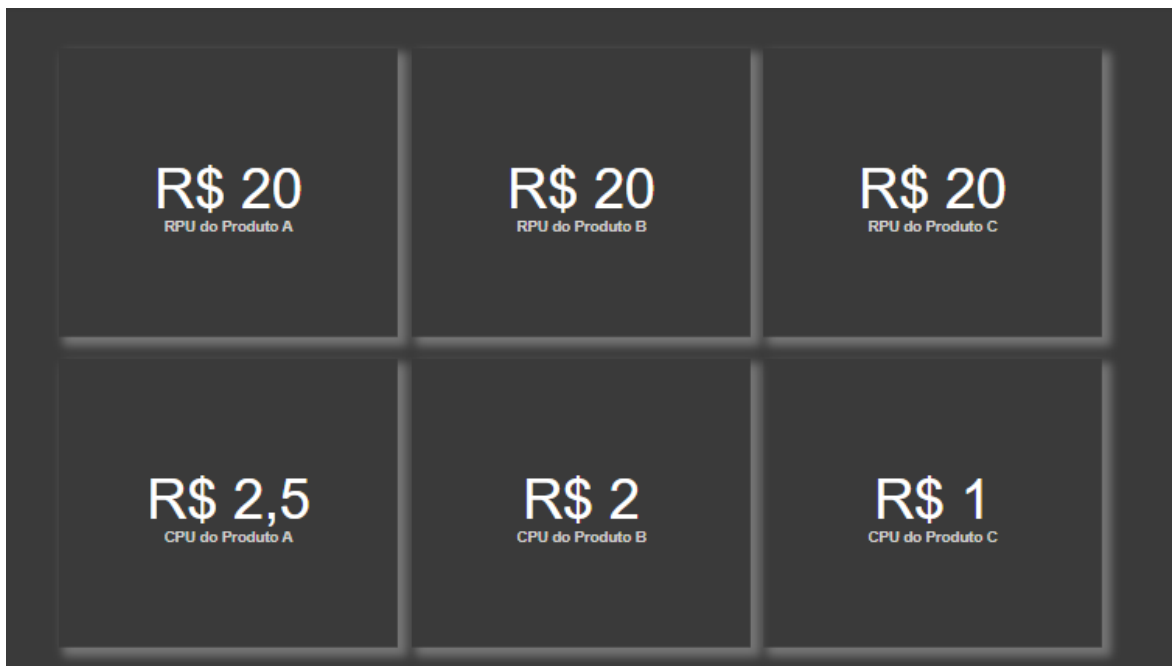 R$ 20
RPU do Produto A
R$ 20
RPU do Produto B
R$ 20
RPU do Produto C
R$ 2,5
CPU do Produto A
R$ 2
CPU do Produto B
R$ 1
CPU do Produto C